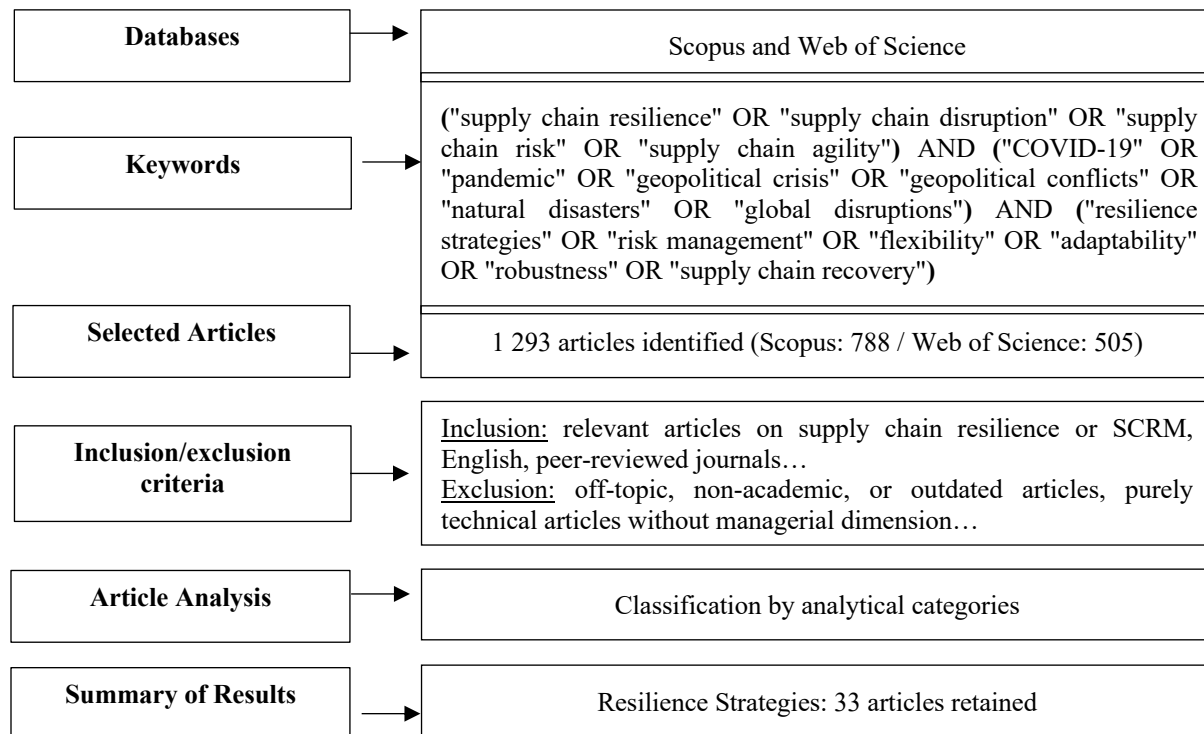 Databases
Scopus and Web of Science
Keywords
("supply chain resilience" OR "supply chain disruption" OR "supply
chain risk" OR "supply chain agility") AND ("COVID-19" OR
"pandemic" OR "geopolitical crisis" OR "geopolitical conflicts" OR
"natural disasters" OR "global disruptions") AND ("resilience
strategies" OR "risk management" OR "flexibility" OR "adaptability"
OR "robustness" OR "supply chain recovery")
Selected Articles
1 293 articles identified (Scopus: 788 / Web of Science: 505)
Inclusion/exclusion
criteria
Inclusion: relevant articles on supply chain resilience or SCRM,
English, peer-reviewed journals…
Exclusion: off-topic, non-academic, or outdated articles, purely
technical articles without managerial dimension…
Article Analysis
Classification by analytical categories
Summary of Results
Resilience Strategies: 33 articles retained